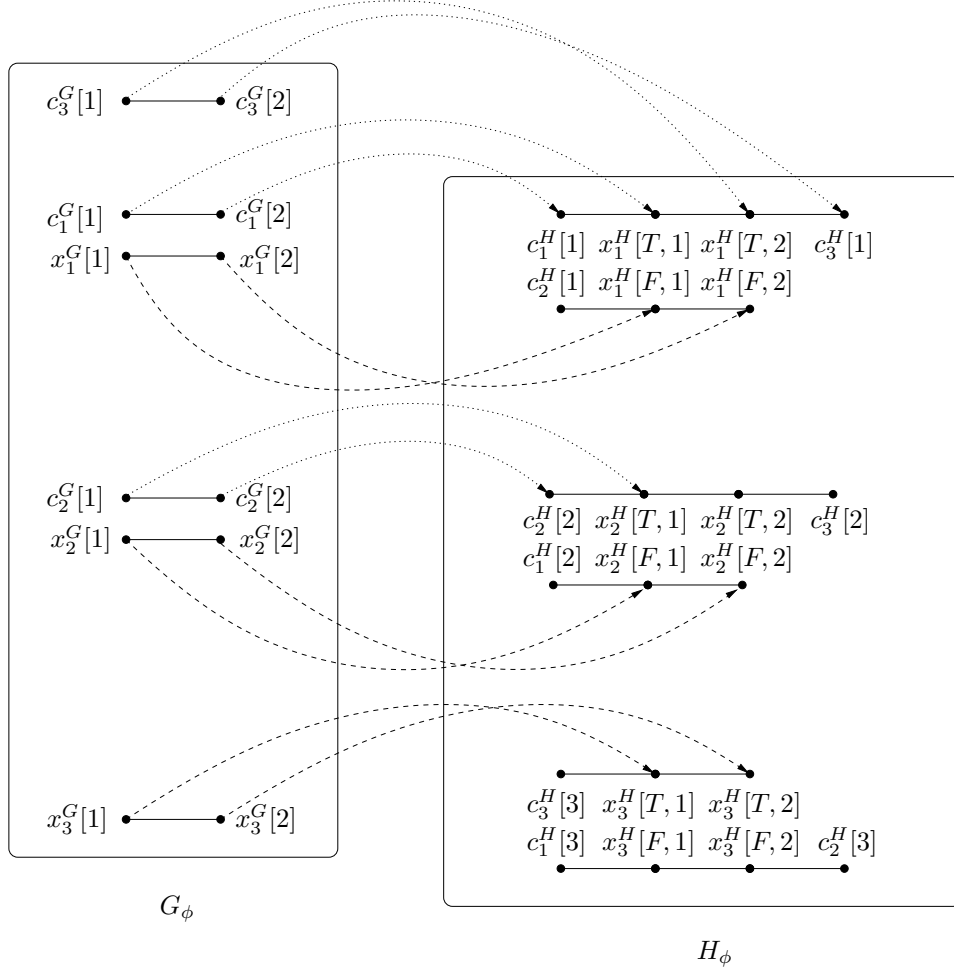 c_3^G[1] c_3^G[2]
c_1^G[1] c_1^G[2]
x_1^G[1] x_1^G[2]
c_2^G[1] c_2^G[2]
x_2^G[1] x_2^G[2]
x_3^G[1] x_3^G[2]
G_ϕ
c_1^H[1] x_1^H[T, 1] x_1^H[T, 2] c_3^H[1]
c_2^H[1] x_1^H[F, 1] x_1^H[F, 2]
c_2^H[2] x_2^H[T, 1] x_2^H[T, 2] c_3^H[2]
c_1^H[2] x_2^H[F, 1] x_2^H[F, 2]
c_3^H[3] x_3^H[T, 1] x_3^H[T, 2]
c_1^H[3] x_3^H[F, 1] x_3^H[F, 2] c_2^H[3]
H_ϕ